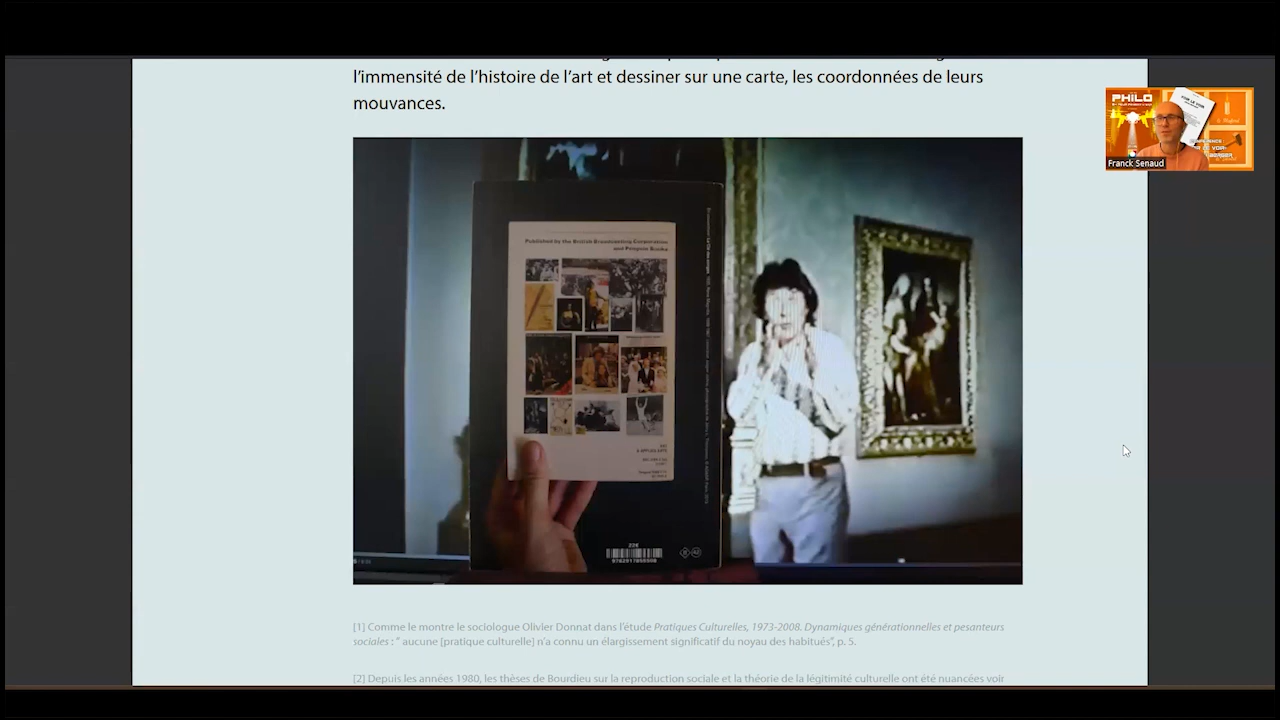 l'immensité de l'histoire de l'art et dessiner sur une carte, les coordonnées de leurs
mouvances.
PHILO
Franck Senaud
Published by the British Broadcasting Corporation
and Penguin Books
22€
[1] Comme le montre le sociologue Olivier Donnat dans l'étude Pratiques Culturelles, 1973-2008. Dynamiques générationnelles et pesanteurs
sociales : " aucune [pratique culturelle] n'a connu un élargissement significatif du noyau des habitués", p. 5.
[2] Depuis les années 1980, les thèses de Bourdieu sur la reproduction sociale et la théorie de la légitimité culturelle ont été nuancées voir